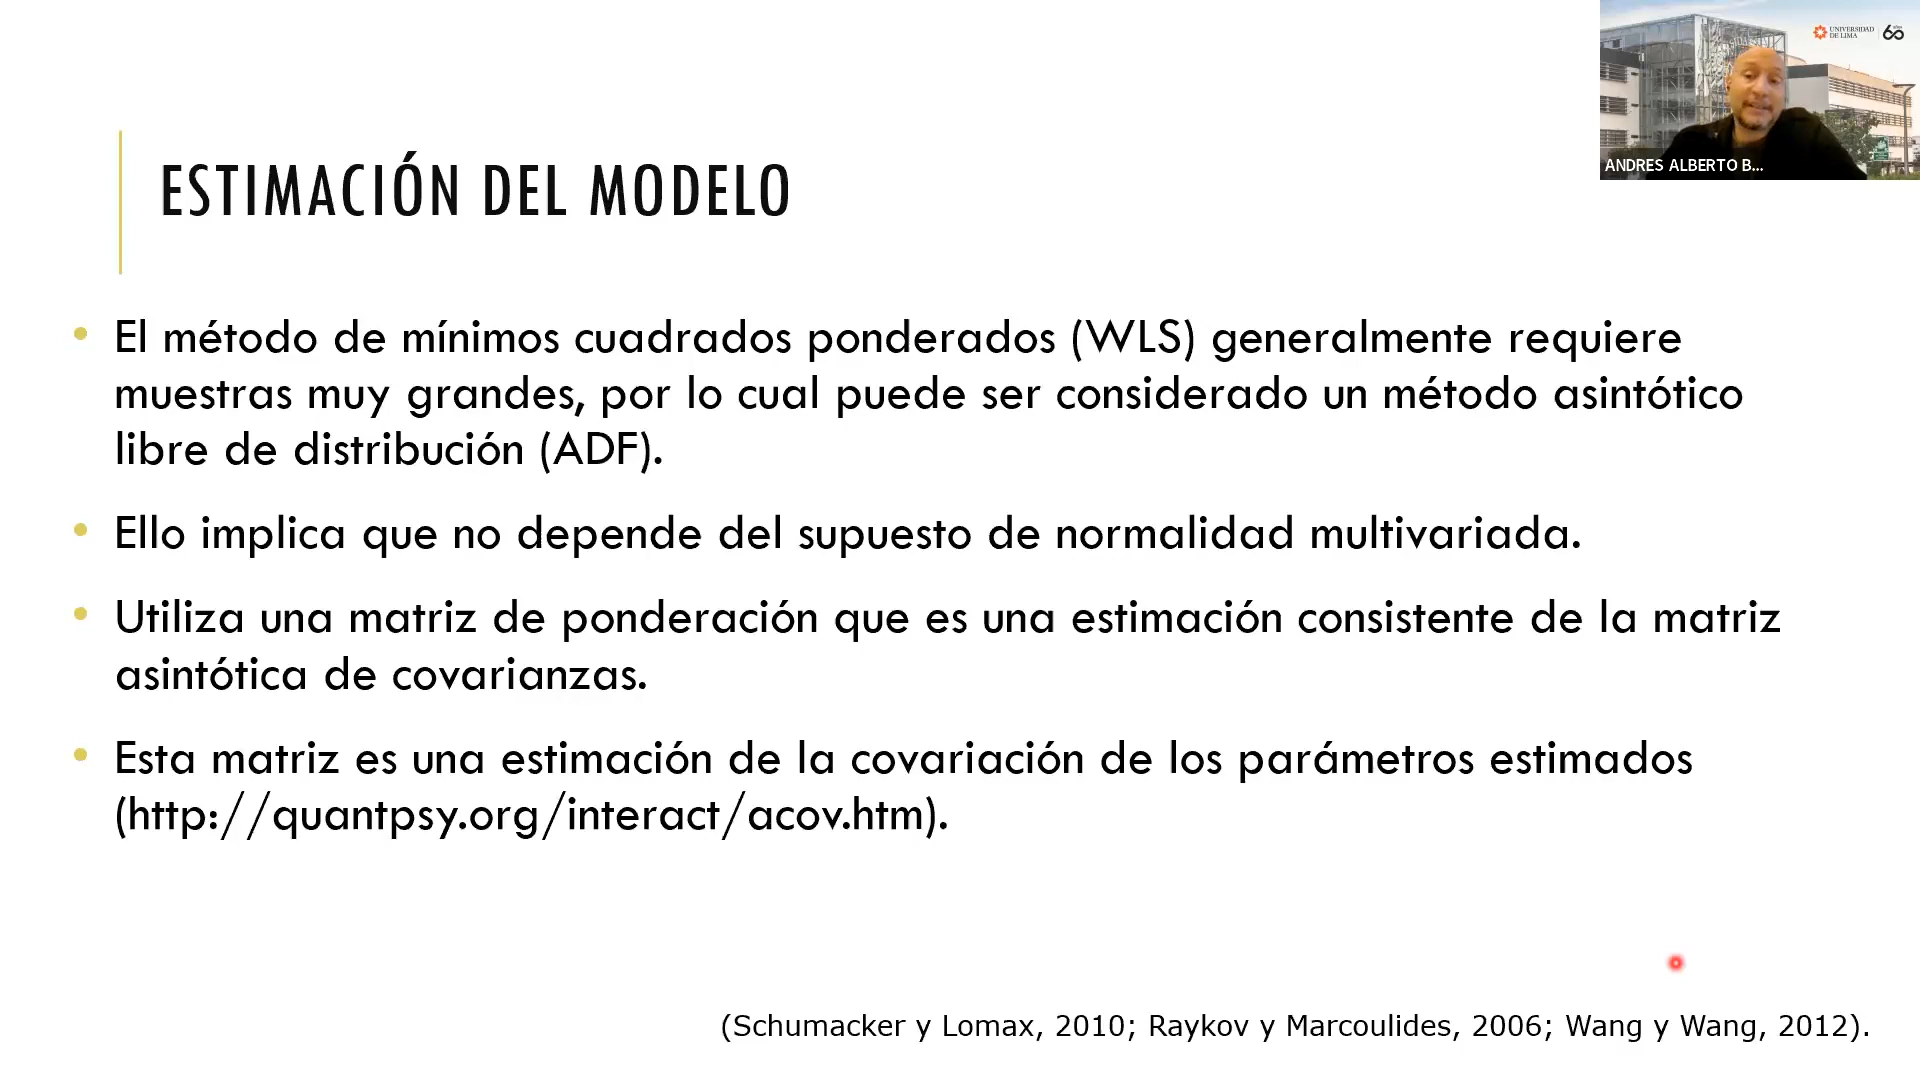 UNIVERSIDAD
DE LIMA
60
ANDRES ALBERTO B...
ESTIMACIÓN DEL MODELO
• El método de mínimos cuadrados ponderados (WLS) generalmente requiere
muestras muy grandes, por lo cual puede ser considerado un método asintótico
libre de distribución (ADF).
• Ello implica que no depende del supuesto de normalidad multivariada.
• Utiliza una matriz de ponderación que es una estimación consistente de la matriz
asintótica de covarianzas.
• Esta matriz es una estimación de la covariación de los parámetros estimados
(http://quantpsy.org/interact/acov.htm).
(Schumacker y Lomax, 2010; Raykov y Marcoulides, 2006; Wang y Wang, 2012).